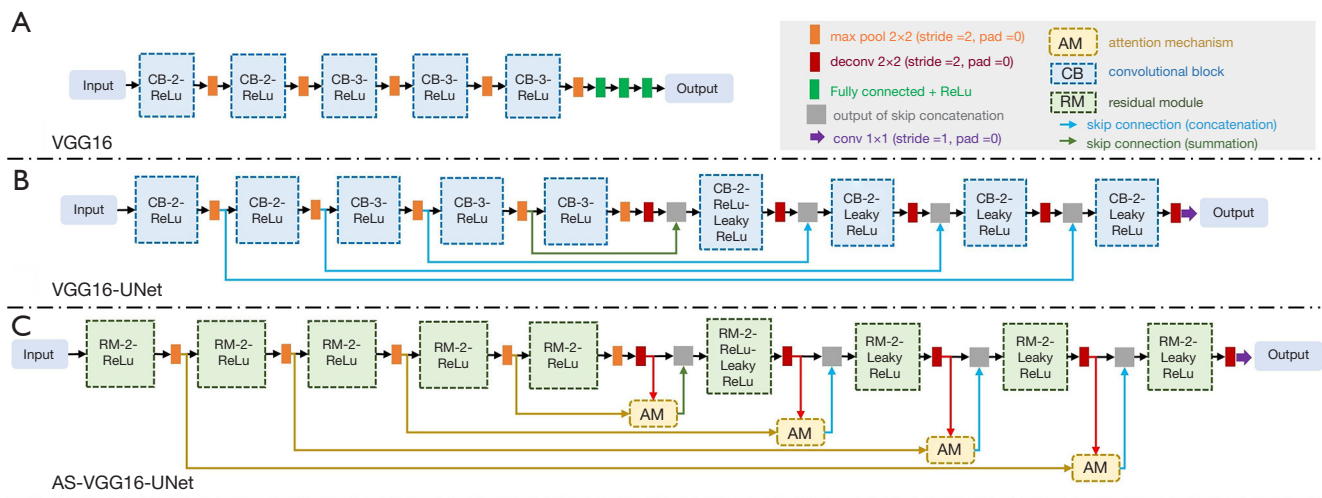 A
Input
CB-2-
ReLu
CB-2-
ReLu
CB-3-
ReLu
CB-3-
ReLu
CB-3-
ReLu
Output
VGG16
max pool 2×2 (stride =2, pad =0)
deconv 2×2 (stride =2, pad =0)
Fully connected + ReLu
output of skip concatenation
conv 1×1 (stride =1, pad =0)
AM
attention mechanism
CB
convolutional block
RM
residual module
skip connection (concatenation)
skip connection (summation)
B
Input
CB-2-
ReLu
CB-2-
ReLu
CB-3-
ReLu
CB-3-
ReLu
CB-3-
ReLu
CB-2-
ReLu-
Leaky
ReLu
CB-2-
Leaky
ReLu
CB-2-
Leaky
ReLu
CB-2-
Leaky
ReLu
Output
VGG16-UNet
C
Input
RM-2-
ReLu
RM-2-
ReLu
RM-2-
ReLu
RM-2-
ReLu
RM-2-
ReLu
RM-2-
ReLu-
Leaky
ReLu
RM-2-
Leaky
ReLu
RM-2-
Leaky
ReLu
RM-2-
Leaky
ReLu
Output
AM
AM
AM
AM
AS-VGG16-UNet